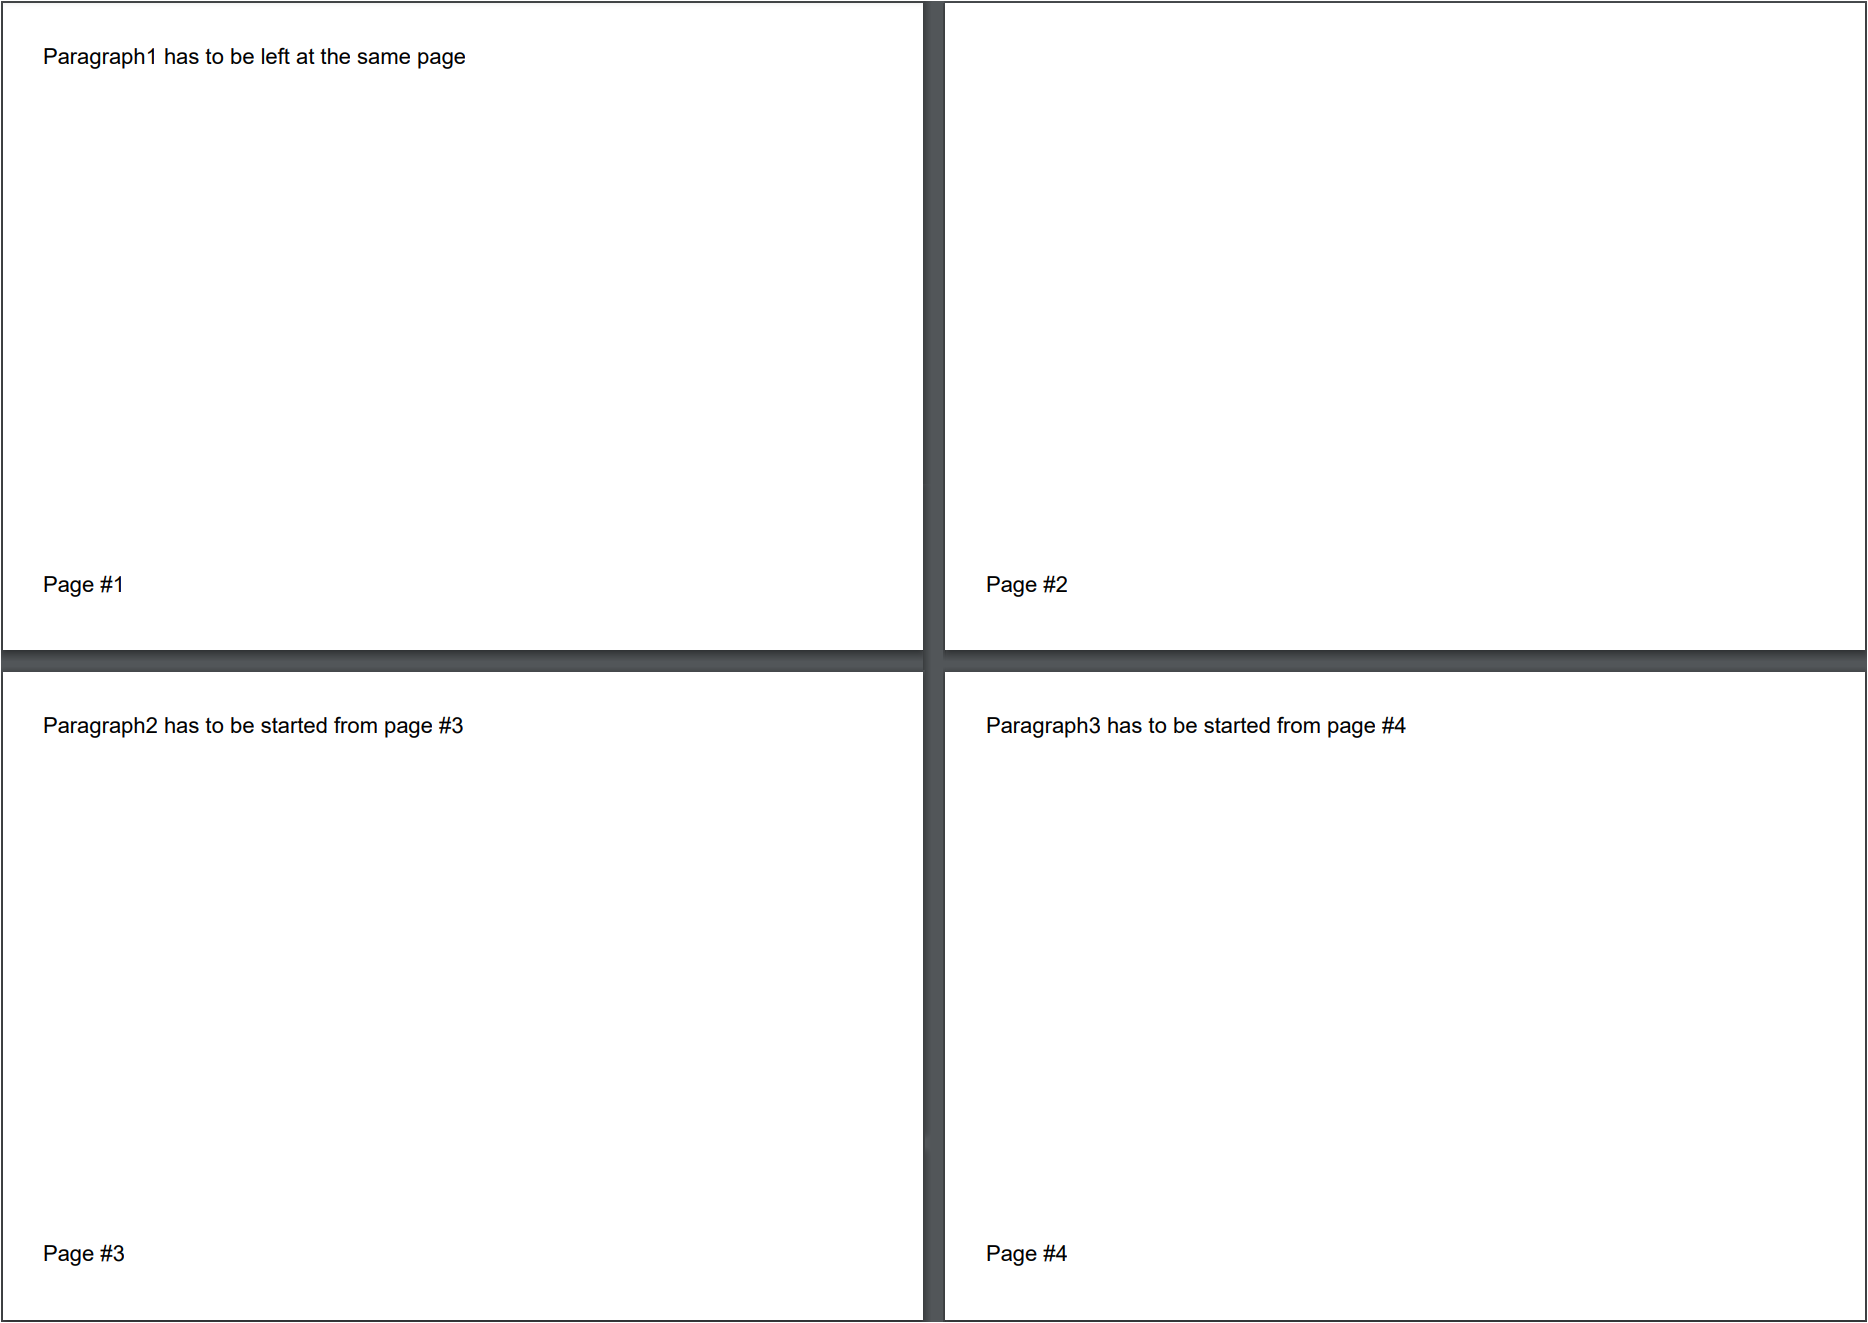 Paragraph1 has to be left at the same page
Page #1
Page #2
Paragraph2 has to be started from page #3
Page #3
Paragraph3 has to be started from page #4
Page #4